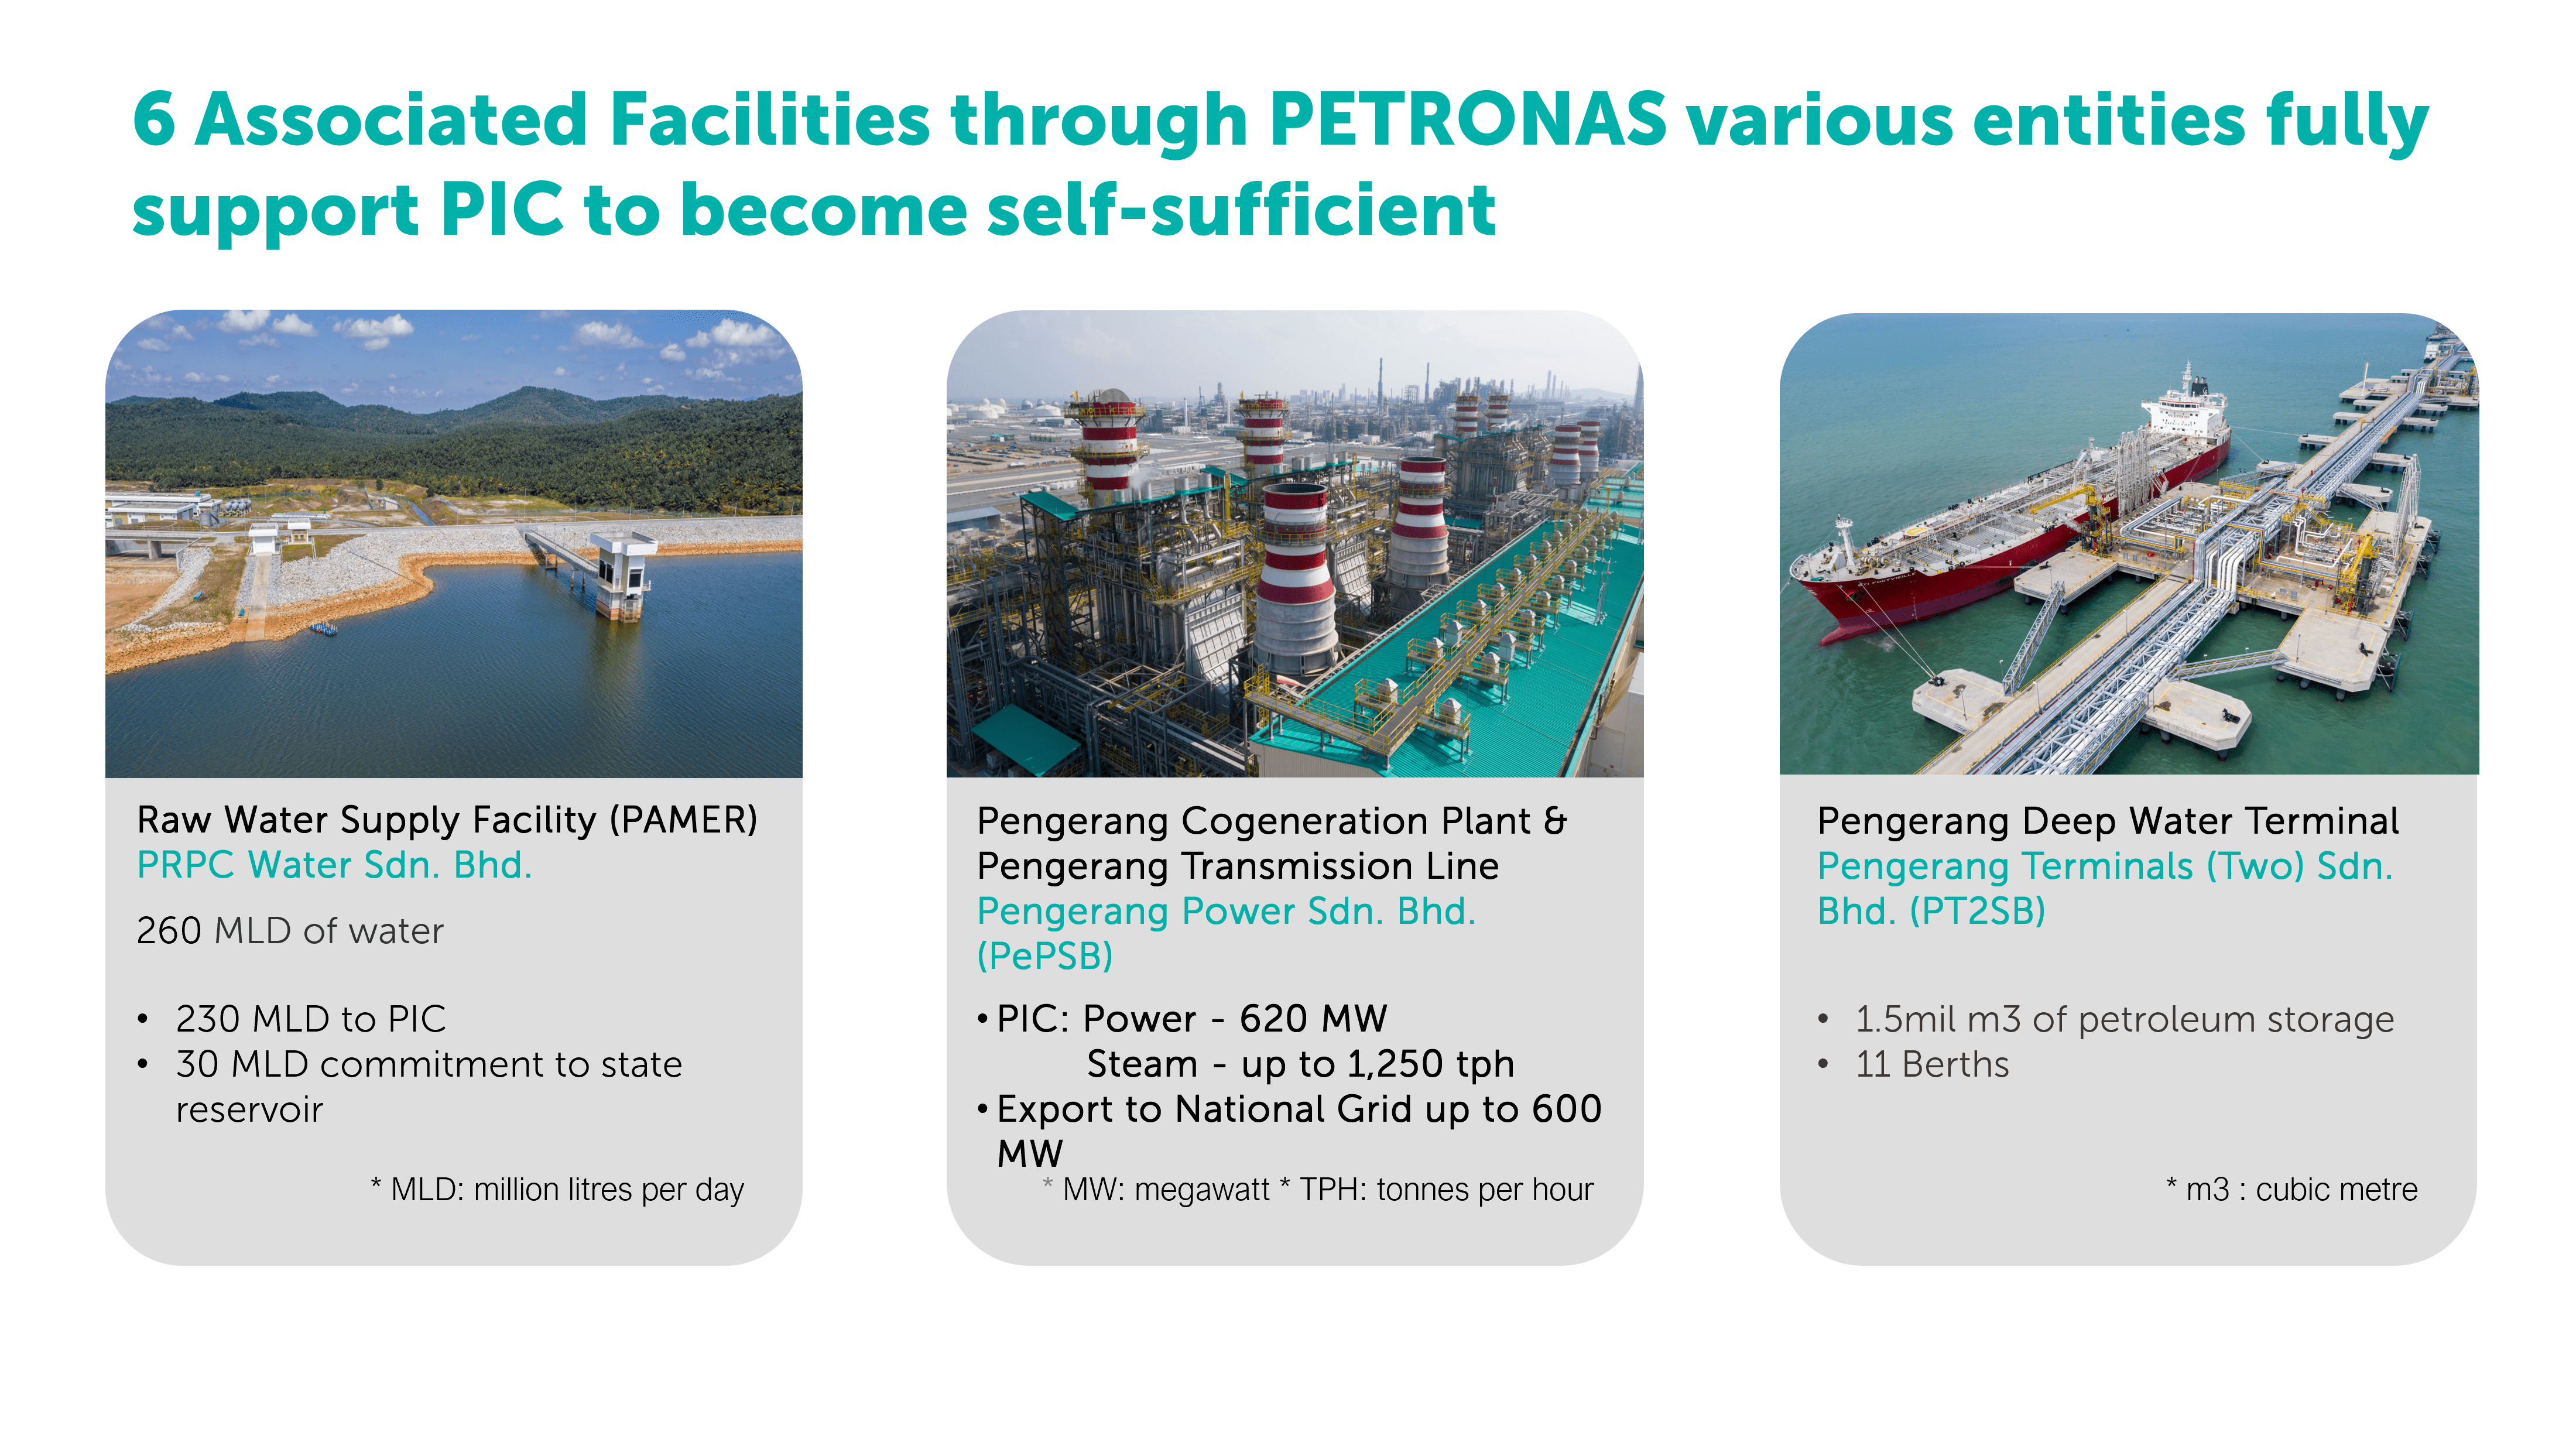 6 Associated Facilities through PETRONAS various entities fully
support PIC to become self-sufficient
Raw Water Supply Facility (PAMER)
PRPC Water Sdn. Bhd.
260 MLD of water
• 230 MLD to PIC
• 30 MLD commitment to state
reservoir
* MLD: million litres per day
Pengerang Cogeneration Plant &
Pengerang Transmission Line
Pengerang Power Sdn. Bhd.
(PePSB)
• PIC: Power - 620 MW
Steam - up to 1,250 tph
• Export to National Grid up to 600
MW
* MW: megawatt * TPH: tonnes per hour
Pengerang Deep Water Terminal
Pengerang Terminals (Two) Sdn.
Bhd. (PT2SB)
• 1.5mil m3 of petroleum storage
• 11 Berths
* m3 : cubic metre